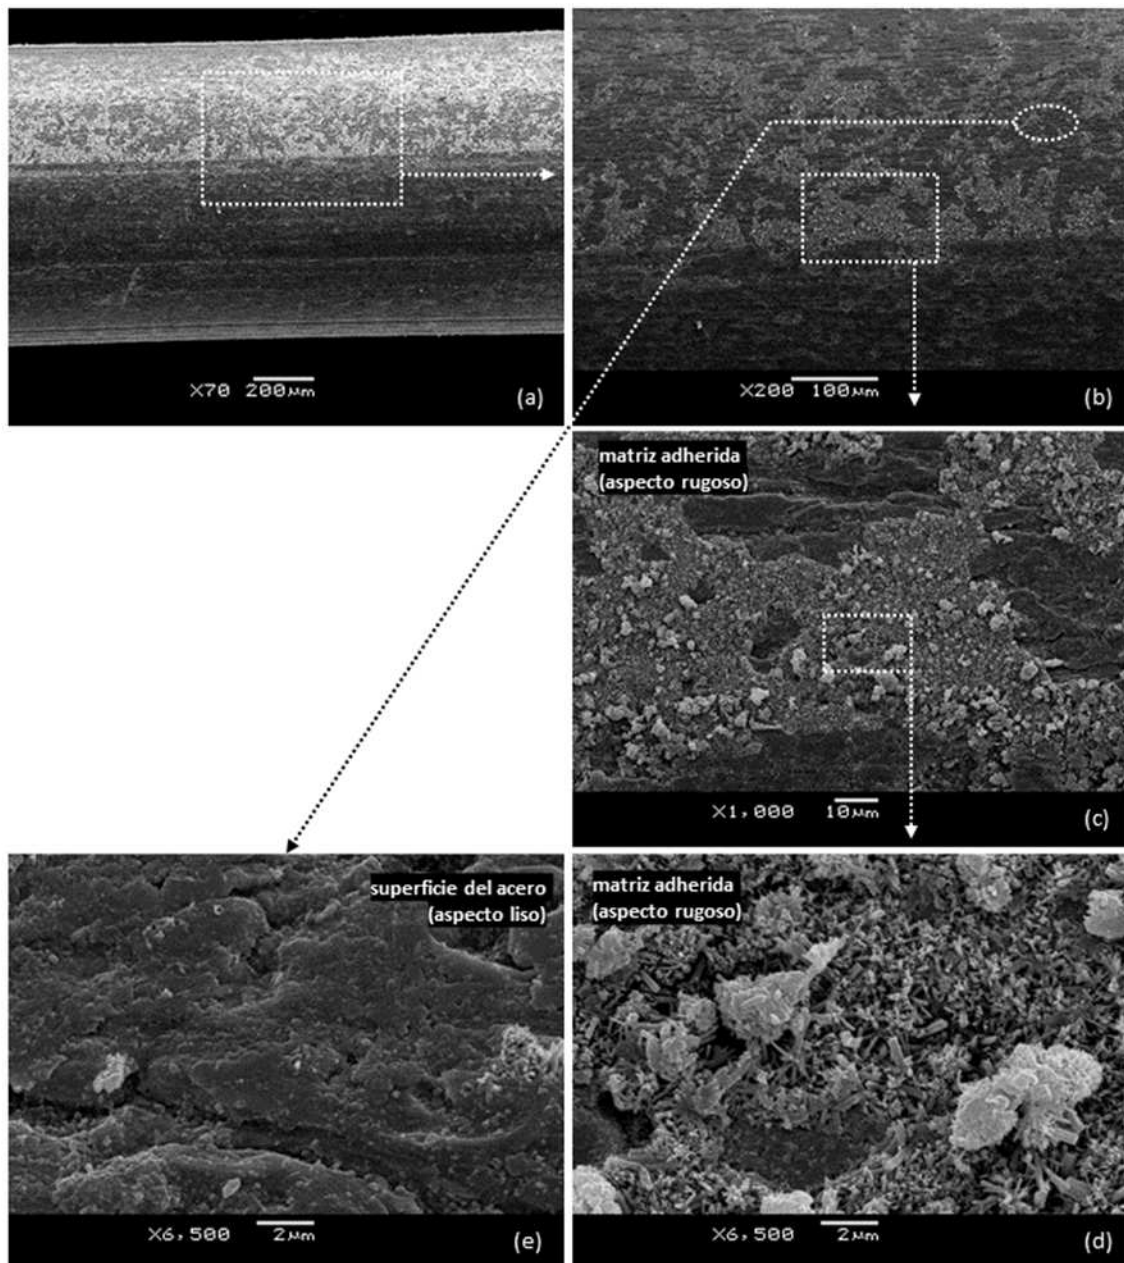 X70 200µm
(a)
X200 100µm
(b)
matriz adherida
(aspecto rugoso)
X1,000 10µm
(c)
superficie del acero
(aspecto liso)
X6,500 2µm
(e)
matriz adherida
(aspecto rugoso)
X6,500 2µm
(d)